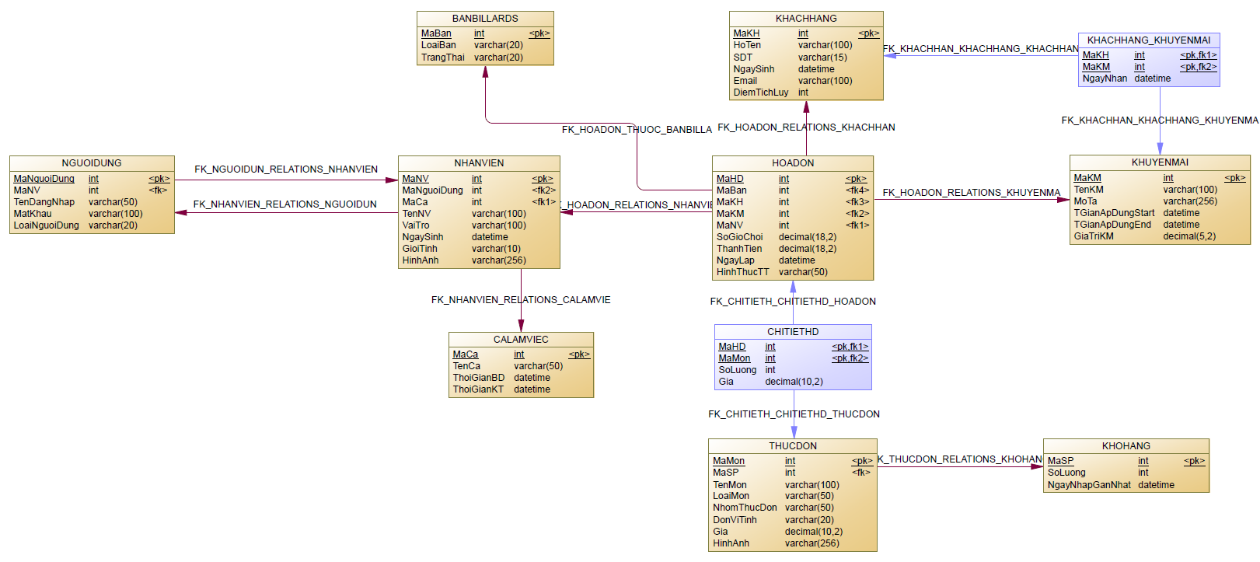 BANBILLARDS
MaBan int <pk>
LoaiBan varchar(20)
TrangThai varchar(20)
KHACHHANG
MaKH int <pk>
HoTen varchar(100)
SDT varchar(15)
NgaySinh datetime
Email varchar(100)
DiemTichLuy int
KHACHHANG_KHUYENMAI
MaKH int <pk,fk1>
MaKM int <pk,fk2>
NgayNhan datetime
FK_KHACHHAN_KHACHHANG_KHACHHAN
FK_HOADON_THUOC_BANBILLA
FK_HOADON_RELATIONS_KHACHHAN
FK_KHACHHAN_KHACHHANG_KHUYENMA
NGUOIDUNG
MaNguoiDung int <pk>
MaNV int <fk>
TenDangNhap varchar(50)
MatKhau varchar(100)
LoaiNguoiDung varchar(20)
FK_NGUOIDUN_RELATIONS_NHANVIEN
FK_NHANVIEN_RELATIONS_NGUOIDUN
NHANVIEN
MaNV int <pk>
MaNguoiDung int <fk2>
MaCa int <fk1>
TenNV varchar(100)
VaiTro varchar(100)
NgaySinh datetime
GioiTinh varchar(10)
HinhAnh varchar(256)
K_HOADON_RELATIONS_NHANVIE
HOADON
MaHD int <pk>
MaBan int <fk4>
MaKH int <fk3>
MaKM int <fk2>
MaNV int <fk1>
SoGioChoi decimal(18,2)
ThanhTien decimal(18,2)
NgayLap datetime
HinhThucTT varchar(50)
FK_HOADON_RELATIONS_KHUYENMA
KHUYENMAI
MaKM int <pk>
TenKM varchar(100)
MoTa varchar(256)
TGianApDungStart datetime
TGianApDungEnd datetime
GiaTriKM decimal(5,2)
FK_NHANVIEN_RELATIONS_CALAMVIE
FK_CHITIETH_CHITIETHD_HOADON
CALAMVIEC
MaCa int <pk>
TenCa varchar(50)
ThoiGianBD datetime
ThoiGianKT datetime
CHITIETHD
MaHD int <pk,fk1>
MaMon int <pk,fk2>
SoLuong int
Gia decimal(10,2)
FK_CHITIETH_CHITIETHD_THUCDON
THUCDON
MaMon int <pk>
MaSP int <fk>
TenMon varchar(100)
LoaiMon varchar(50)
NhomThucDon varchar(50)
DonViTinh varchar(20)
Gia decimal(10,2)
HinhAnh varchar(256)
K_THUCDON_RELATIONS_KHOHANG
KHOHANG
MaSP int <pk>
SoLuong int
NgayNhapGanNhat datetime